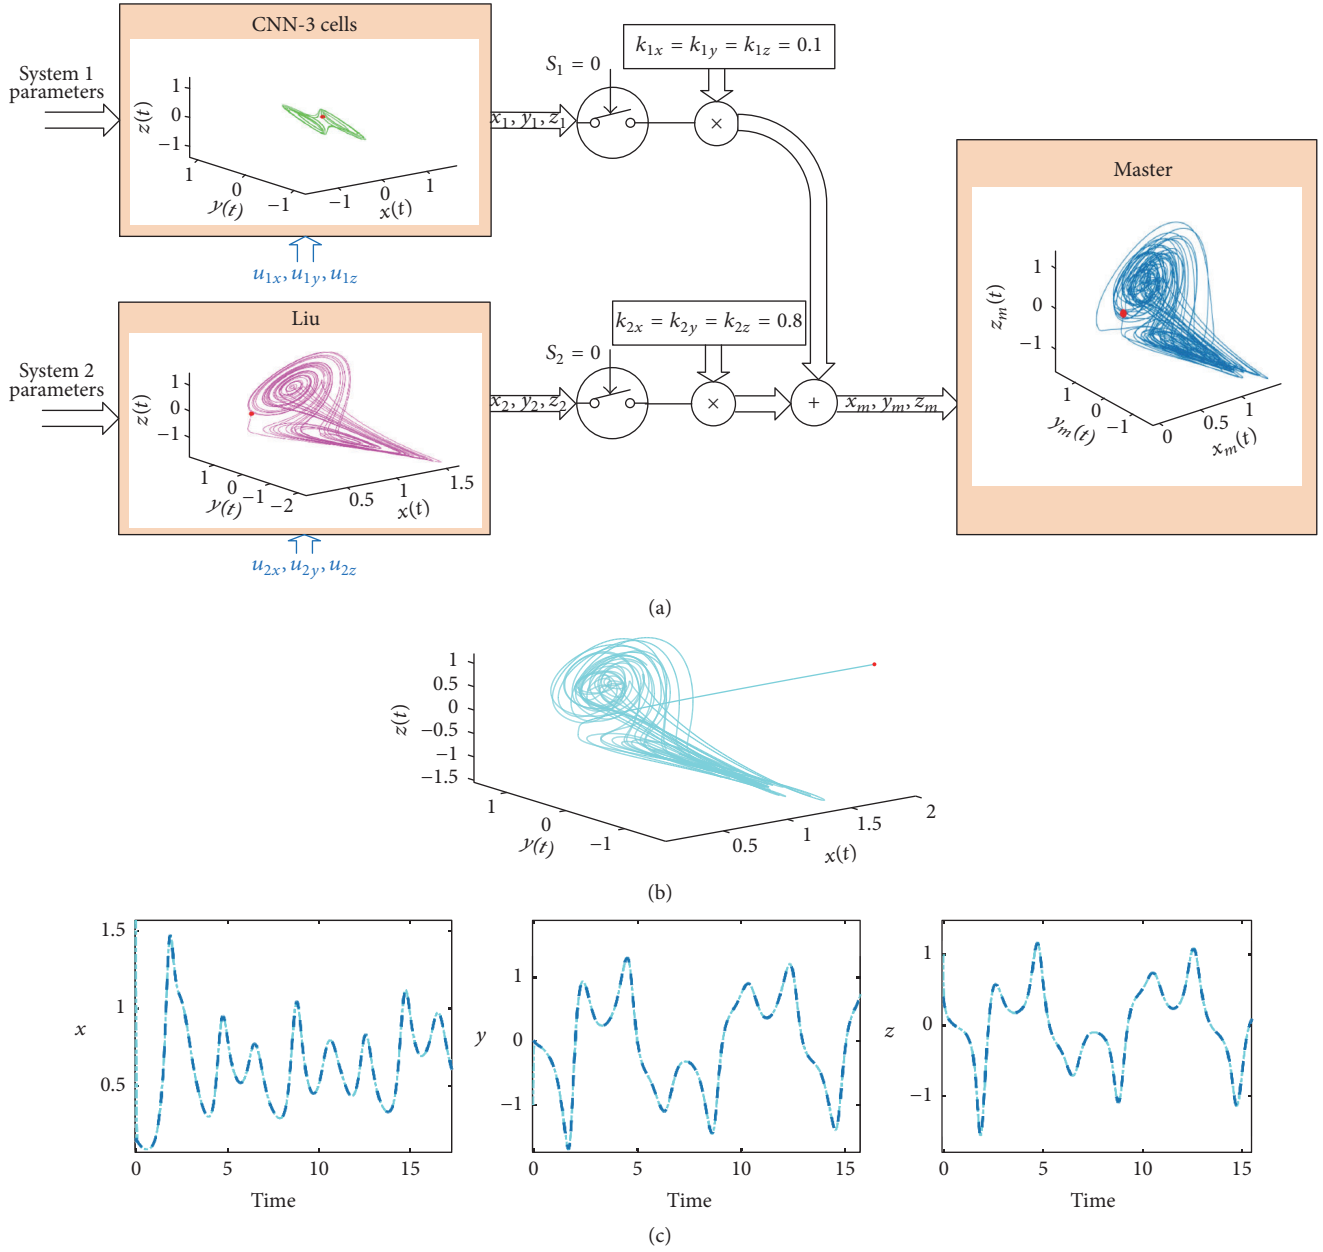 CNN-3 cells
System 1
parameters
z(t)
1
0
−1
1
0
−1
y(t)
−1
0
1
x(t)
u1x, u1y, u1z
x1, y1, z1
S1 = 0
k1x = k1y = k1z = 0.1
×
Liu
System 2
parameters
z(t)
1
0
−1
1
0
−1
−2
y(t)
0.5
1
1.5
x(t)
u2x, u2y, u2z
x2, y2, z2
S2 = 0
k2x = k2y = k2z = 0.8
×
+
xm, ym, zm
Master
zm(t)
1
0
−1
1
0
−1
ym(t)
0
0.5
1
xm(t)
(a)
z(t)
1
0.5
0
−0.5
−1
−1.5
1
0
−1
y(t)
0.5
1
1.5
2
x(t)
(b)
x
1.5
1
0.5
0
5
10
15
Time
y
1
0
−1
0
5
10
15
Time
z
1
0
−1
0
5
10
15
Time
(c)